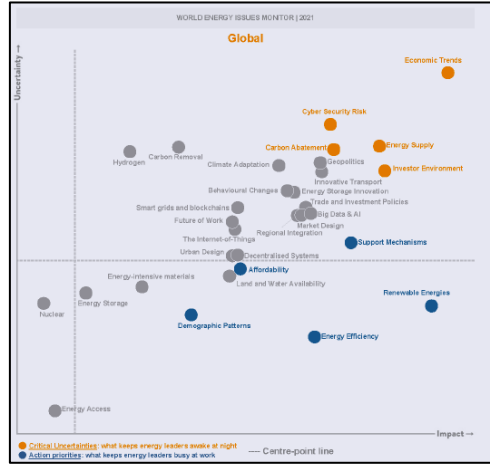 WORLD ENERGY ISSUES MONITOR | 2021
Global
Uncertainty →
Economic Trends
Cyber Security Risk
Carbon Abatement
Energy Supply
Hydrogen
Carbon Removal
Climate Adaptation
Geopolitics
Investor Environment
Innovative Transport
Behavioural Changes
Energy Storage Innovation
Trade and Investment Policies
Smart grids and blockchains
Big Data & AI
Future of Work
Market Design
Regional Integration
The Internet-of-Things
Support Mechanisms
Urban Design
Decentralised Systems
Affordability
Energy-intensive materials
Land and Water Availability
Energy Storage
Renewable Energies
Nuclear
Demographic Patterns
Energy Efficiency
Energy Access
Impact →
Critical Uncertainties: what keeps energy leaders awake at night
Action priorities: what keeps energy leaders busy at work
---- Centre-point line